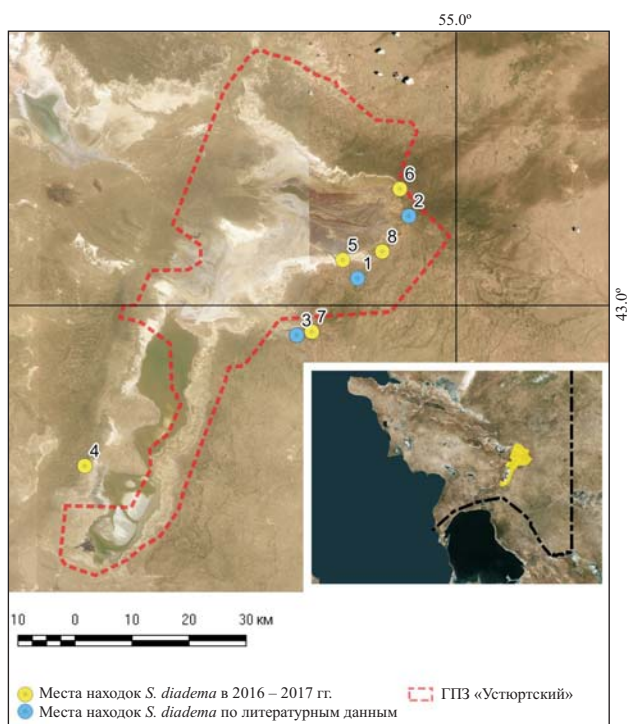 55.0º
6
2
8
5
1
43.0º
7
3
4
10 0 10 20 30 км
Места находок S. diadema в 2016 – 2017 гг.
ГПЗ «Устюртский»
Места находок S. diadema по литературным данным